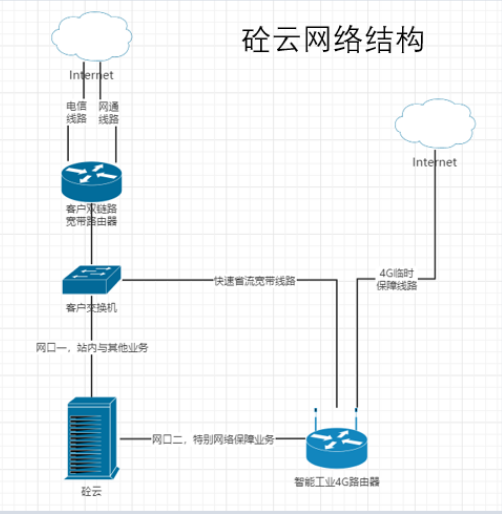 砼云网络结构
Internet
电信
线路
网通
线路
Internet
客户双链路
宽带路由器
快速省流宽带线路
4G临时
保障线路
客户交换机
网口一，站内与其他业务
网口二，特别网络保障业务
智能工业4G路由器
砼云